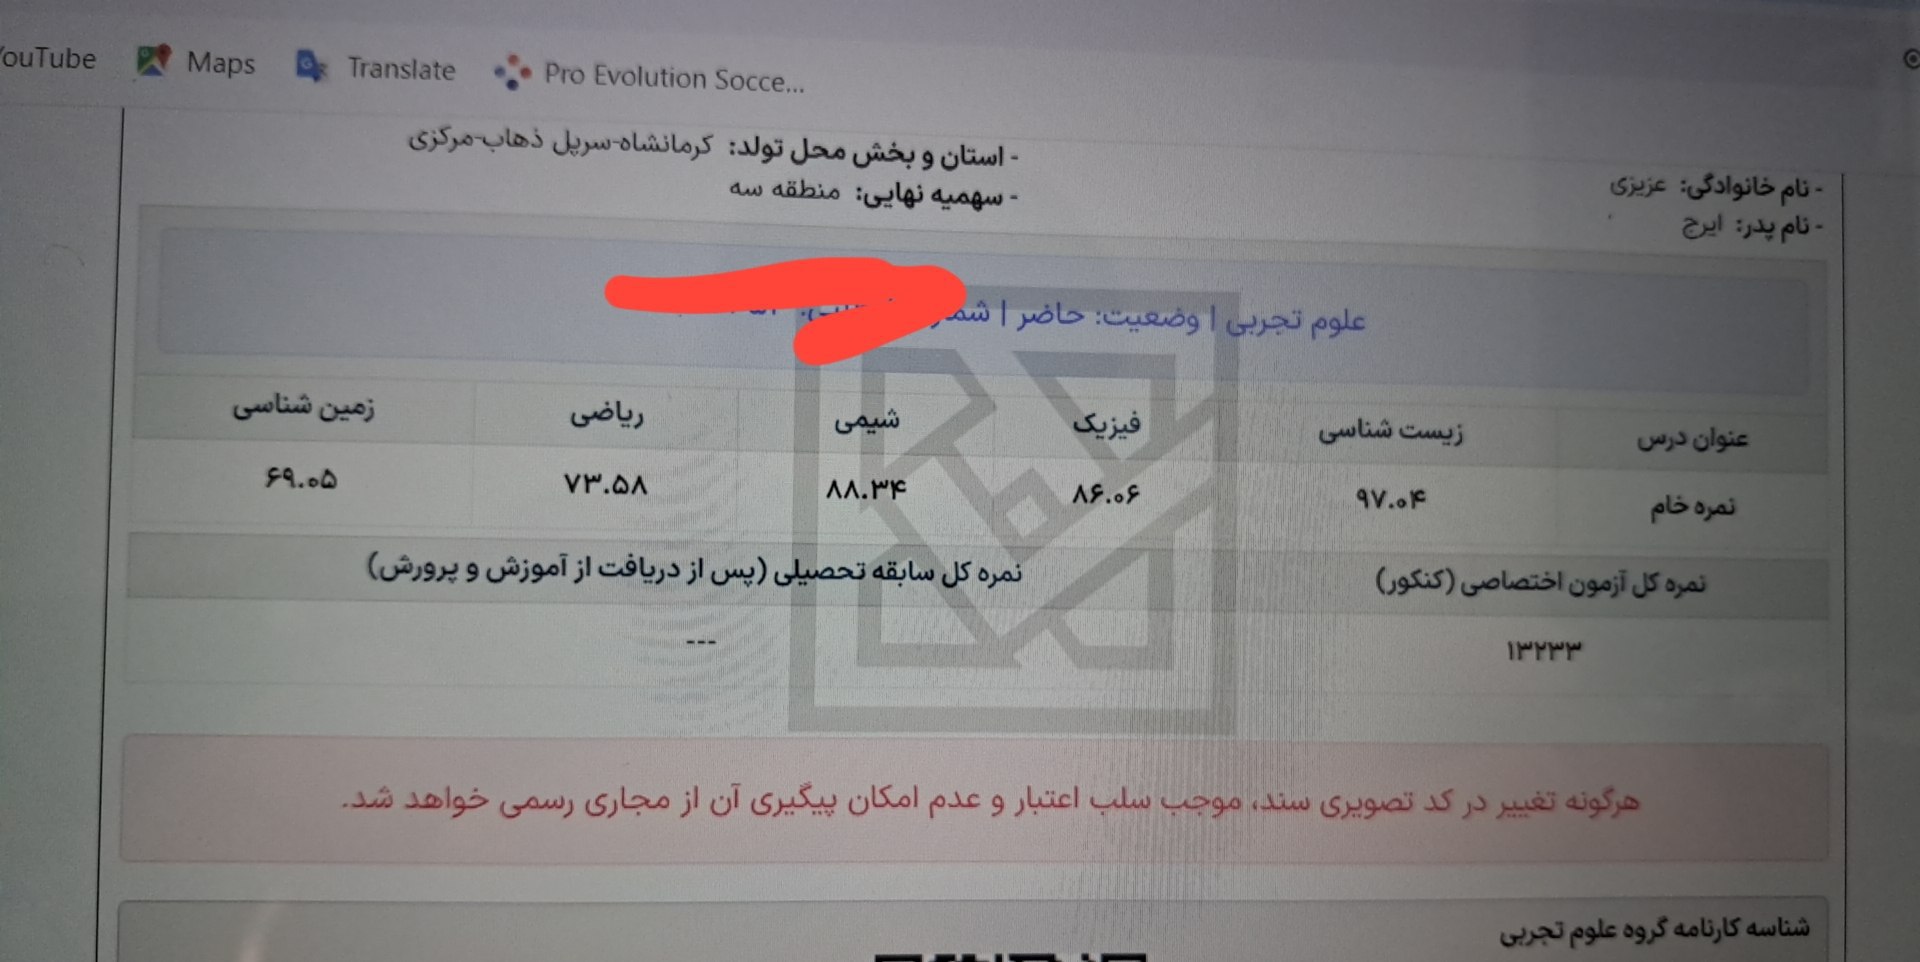 YouTube Maps Translate Pro Evolution Socce...
- نام خانوادگی: عزیزی
- نام پدر: ایرج
- استان و بخش محل تولد: کرمانشاه-سرپل ذهاب-مرکزی
- سهمیه نهایی: منطقه سه
علوم تجربی | وضعیت: حاضر |
عنوان درس زیست شناسی فیزیک شیمی ریاضی زمین شناسی
نمره خام ۹۷.۰۴ ۸۶.۰۶ ۸۸.۳۴ ۷۳.۵۸ ۶۹.۰۵
نمره کل آزمون اختصاصی (کنکور) نمره کل سابقه تحصیلی (پس از دریافت از آموزش و پرورش)
۱۳۲۳۳ ---
هرگونه تغییر در کد تصویری سند، موجب سلب اعتبار و عدم امکان پیگیری آن از مجاری رسمی خواهد شد.
شناسه کارنامه گروه علوم تجربی